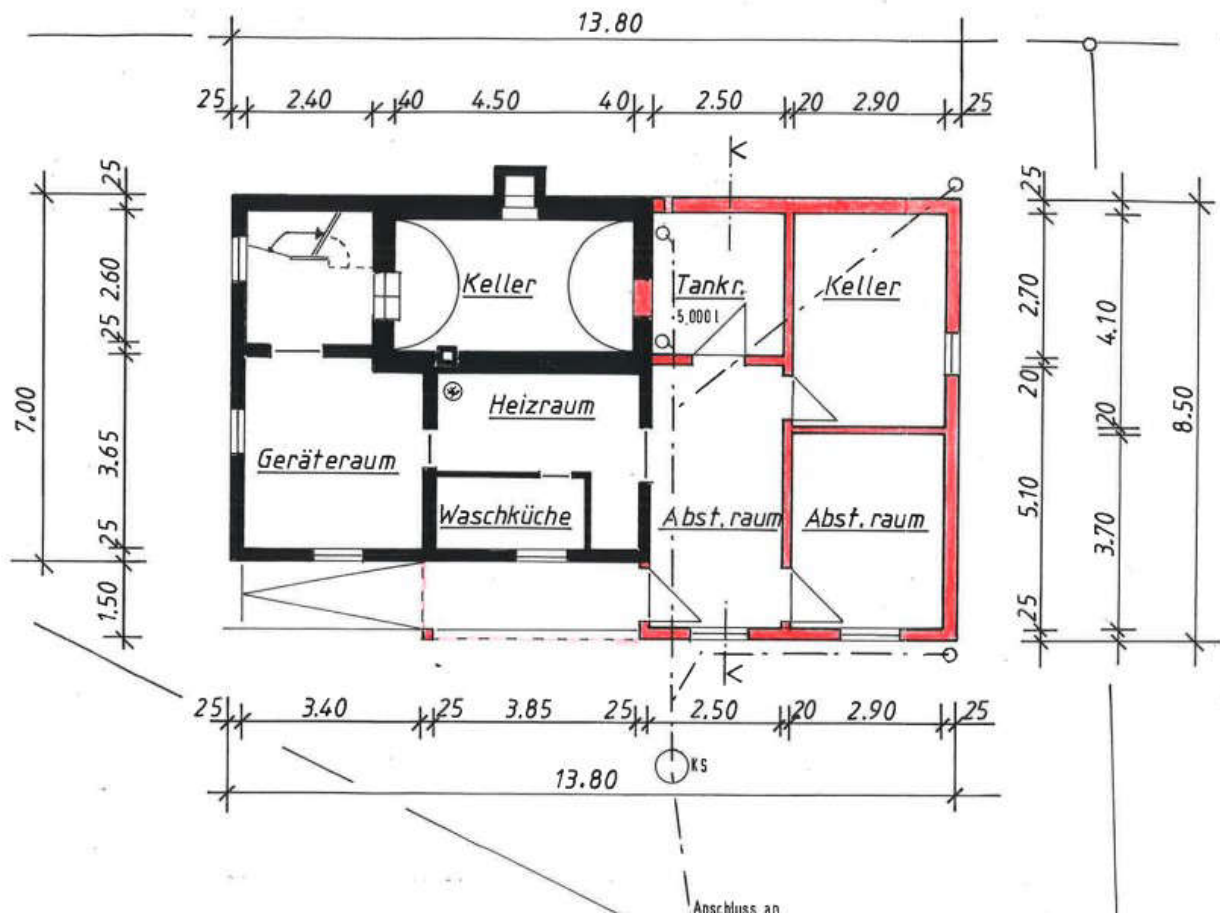 13.80
25 2.40 40 4.50 40 2.50 20 2.90 25
25
2.60
25
3.65
25
1.50
7.00
Keller
Tankr.
5,000 l
Keller
Heizraum
Geräteraum
Waschküche
Abst.raum
Abst.raum
25
2.70
20
5.10
25
4.10
20
3.70
8.50
25 3.40 25 3.85 25 2.50 20 2.90 25
KS
13.80
Anschluss an